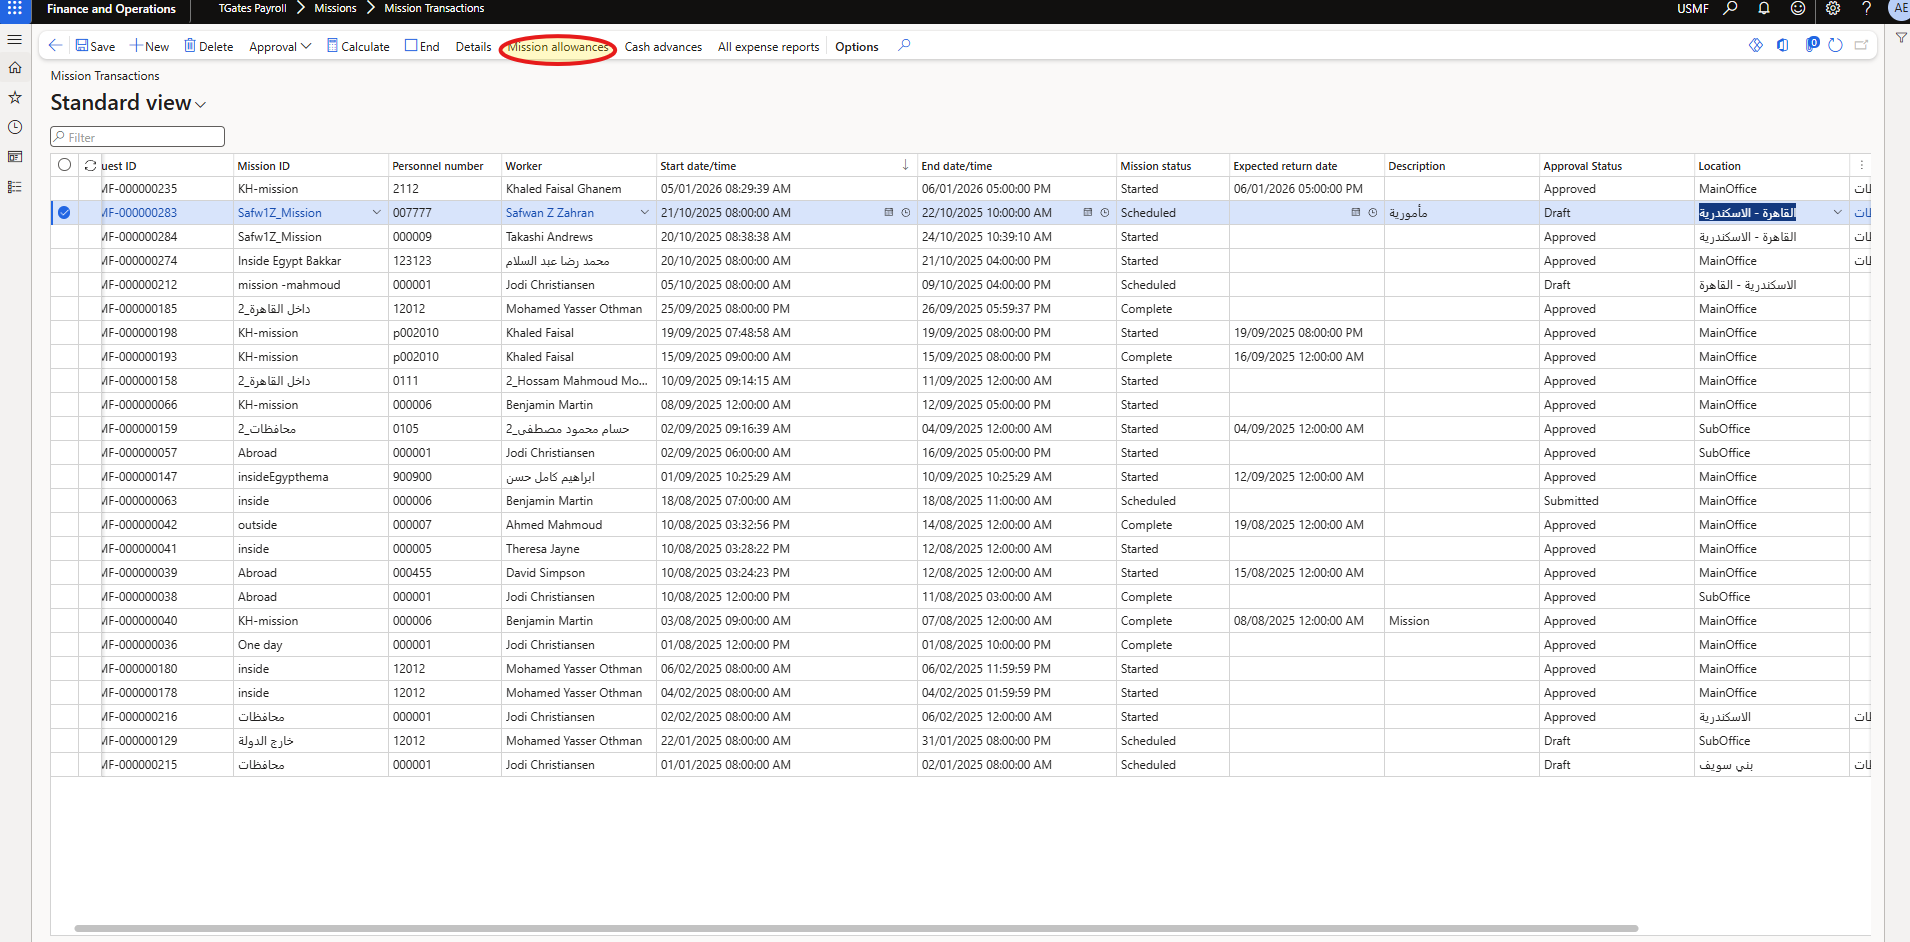 Finance and Operations TGates Payroll Missions Mission Transactions USMF ? AE
Save New Delete Approval Calculate End Details Mission allowances Cash advances All expense reports Options 0
Mission Transactions
Standard view
Filter
uest ID Mission ID Personnel number Worker Start date/time End date/time Mission status Expected return date Description Approval Status Location
MF-000000235 KH-mission 2112 Khaled Faisal Ghanem 05/01/2026 08:29:39 AM 06/01/2026 05:00:00 PM Started 06/01/2026 05:00:00 PM Approved MainOffice
MF-000000283 Safw1Z_Mission 007777 Safwan Z Zahran 21/10/2025 08:00:00 AM 22/10/2025 10:00:00 AM Scheduled مأمورية Draft القاهرة - الاسكندرية
MF-000000284 Safw1Z_Mission 000009 Takashi Andrews 20/10/2025 08:38:38 AM 24/10/2025 10:39:10 AM Started Approved القاهرة - الاسكندرية
MF-000000274 Inside Egypt Bakkar 123123 محمد رضا عبد السلام 20/10/2025 08:00:00 AM 21/10/2025 04:00:00 PM Started Approved MainOffice
MF-000000212 mission -mahmoud 000001 Jodi Christiansen 05/10/2025 08:00:00 AM 09/10/2025 04:00:00 PM Scheduled Draft الاسكندرية - القاهرة
MF-000000185 داخل القاهرة_2 12012 Mohamed Yasser Othman 25/09/2025 08:00:00 PM 26/09/2025 05:59:37 PM Complete Approved MainOffice
MF-000000198 KH-mission p002010 Khaled Faisal 19/09/2025 07:48:58 AM 19/09/2025 08:00:00 PM Started 19/09/2025 08:00:00 PM Approved MainOffice
MF-000000193 KH-mission p002010 Khaled Faisal 15/09/2025 09:00:00 AM 15/09/2025 08:00:00 PM Complete 16/09/2025 12:00:00 AM Approved MainOffice
MF-000000158 داخل القاهرة_2 0111 2_Hossam Mahmoud Mo... 10/09/2025 09:14:15 AM 11/09/2025 12:00:00 AM Started Approved MainOffice
MF-000000066 KH-mission 000006 Benjamin Martin 08/09/2025 12:00:00 AM 12/09/2025 05:00:00 PM Started Approved MainOffice
MF-000000159 محافظات_2 0105 حسام محمود مصطفى_2 02/09/2025 09:16:39 AM 04/09/2025 12:00:00 AM Started 04/09/2025 12:00:00 AM Approved SubOffice
MF-000000057 Abroad 000001 Jodi Christiansen 02/09/2025 06:00:00 AM 16/09/2025 05:00:00 PM Started Approved SubOffice
MF-000000147 insideEgypthema 900900 ابراهيم كامل حسن 01/09/2025 10:25:29 AM 10/09/2025 10:25:29 AM Started 12/09/2025 12:00:00 AM Approved MainOffice
MF-000000063 inside 000006 Benjamin Martin 18/08/2025 07:00:00 AM 18/08/2025 11:00:00 AM Scheduled Submitted MainOffice
MF-000000042 outside 000007 Ahmed Mahmoud 10/08/2025 03:32:56 PM 14/08/2025 12:00:00 AM Complete 19/08/2025 12:00:00 AM Approved MainOffice
MF-000000041 inside 000005 Theresa Jayne 10/08/2025 03:28:22 PM 12/08/2025 12:00:00 AM Started Approved MainOffice
MF-000000039 Abroad 000455 David Simpson 10/08/2025 03:24:23 PM 12/08/2025 12:00:00 AM Started 15/08/2025 12:00:00 AM Approved MainOffice
MF-000000038 Abroad 000001 Jodi Christiansen 10/08/2025 12:00:00 PM 11/08/2025 03:00:00 AM Complete Approved SubOffice
MF-000000040 KH-mission 000006 Benjamin Martin 03/08/2025 09:00:00 AM 07/08/2025 12:00:00 AM Complete 08/08/2025 12:00:00 AM Mission Approved MainOffice
MF-000000036 One day 000001 Jodi Christiansen 01/08/2025 12:00:00 PM 01/08/2025 10:00:00 PM Complete Approved MainOffice
MF-000000180 inside 12012 Mohamed Yasser Othman 06/02/2025 08:00:00 AM 06/02/2025 11:59:59 PM Started Approved MainOffice
MF-000000178 inside 12012 Mohamed Yasser Othman 04/02/2025 08:00:00 AM 04/02/2025 01:59:59 PM Started Approved MainOffice
MF-000000216 محافظات 000001 Jodi Christiansen 02/02/2025 08:00:00 AM 06/02/2025 12:00:00 AM Started Approved الاسكندرية
MF-000000129 خارج الدولة 12012 Mohamed Yasser Othman 22/01/2025 08:00:00 AM 31/01/2025 08:00:00 PM Scheduled Draft SubOffice
MF-000000215 محافظات 000001 Jodi Christiansen 01/01/2025 08:00:00 AM 02/01/2025 08:00:00 AM Scheduled Draft بني سويف